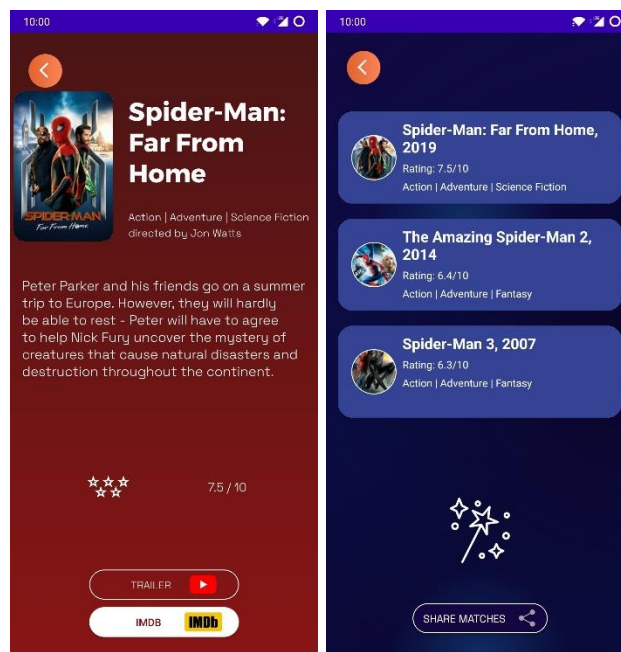 10:00
Spider-Man:
Far From
Home
SPIDER-MAN
Far From Home
Action | Adventure | Science Fiction
directed by Jon Watts
Peter Parker and his friends go on a summer
trip to Europe. However, they will hardly
be able to rest - Peter will have to agree
to help Nick Fury uncover the mystery of
creatures that cause natural disasters and
destruction throughout the continent.
7.5 / 10
TRAILER
IMDB IMDb
10:00
Spider-Man: Far From Home,
2019
Rating: 7.5/10
Action | Adventure | Science Fiction
The Amazing Spider-Man 2,
2014
Rating: 6.4/10
Action | Adventure | Fantasy
Spider-Man 3, 2007
Rating: 6.3/10
Action | Adventure | Fantasy
SHARE MATCHES